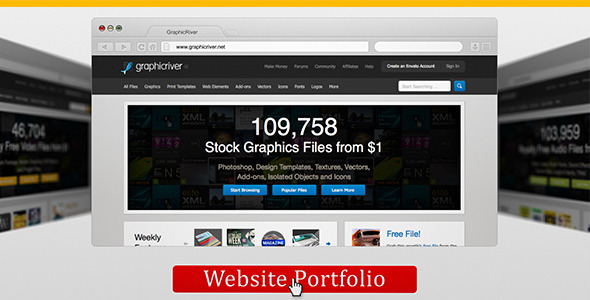 GraphicRiver
www.graphicriver.net
graphicriver
Make Money Forums Community Affiliates Help Create an Envato Account Sign In
All Files Graphics Print Templates Web Elements Add-ons Vectors Icons Fonts Logos More Start Searching ...
109,758
Stock Graphics Files from $1
Photoshop, Design Templates, Textures, Vectors,
Add-ons, Isolated Objects and Icons
Start Browsing Popular Files Learn More
46,704
103,959
Weekly
MAGAZINE
Free File!
Website Portfolio